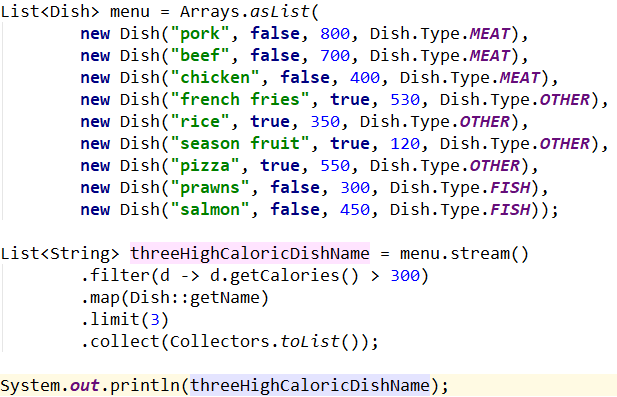 List<Dish> menu = Arrays.asList(
new Dish("pork", false, 800, Dish.Type.MEAT),
new Dish("beef", false, 700, Dish.Type.MEAT),
new Dish("chicken", false, 400, Dish.Type.MEAT),
new Dish("french fries", true, 530, Dish.Type.OTHER),
new Dish("rice", true, 350, Dish.Type.OTHER),
new Dish("season fruit", true, 120, Dish.Type.OTHER),
new Dish("pizza", true, 550, Dish.Type.OTHER),
new Dish("prawns", false, 300, Dish.Type.FISH),
new Dish("salmon", false, 450, Dish.Type.FISH));
List<String> threeHighCaloricDishName = menu.stream()
.filter(d -> d.getCalories() > 300)
.map(Dish::getName)
.limit(3)
.collect(Collectors.toList());
System.out.println(threeHighCaloricDishName);